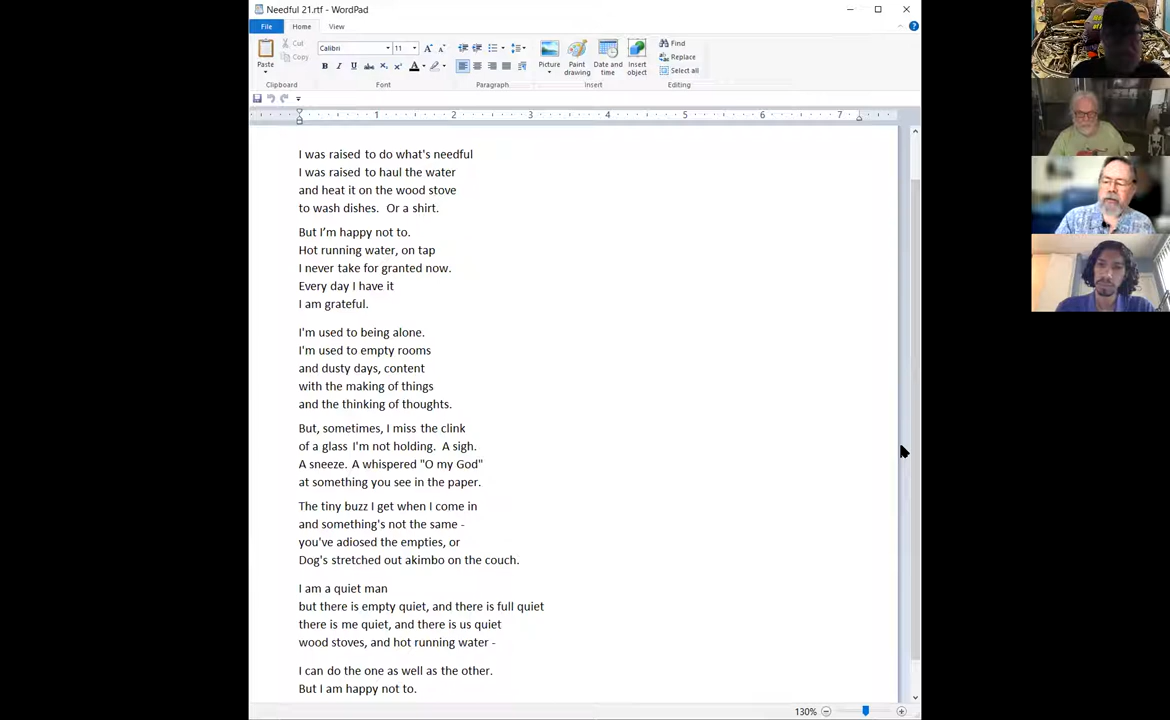 Needful 21.rtf - WordPad
File
Home
View
Paste
Cut
Copy
Clipboard
Calibri
11
Font
Paragraph
Picture
Paint drawing
Date and time
Insert object
Insert
Find
Replace
Select all
Editing
1 2 3 4 5 6 7
I was raised to do what's needful
I was raised to haul the water
and heat it on the wood stove
to wash dishes.  Or a shirt.
But I’m happy not to.
Hot running water, on tap
I never take for granted now.
Every day I have it
I am grateful.
I'm used to being alone.
I'm used to empty rooms
and dusty days, content
with the making of things
and the thinking of thoughts.
But, sometimes, I miss the clink
of a glass I'm not holding.  A sigh.
A sneeze. A whispered "O my God"
at something you see in the paper.
The tiny buzz I get when I come in
and something's not the same -
you've adiosed the empties, or
Dog's stretched out akimbo on the couch.
I am a quiet man
but there is empty quiet, and there is full quiet
there is me quiet, and there is us quiet
wood stoves, and hot running water -
I can do the one as well as the other.
But I am happy not to.
130%